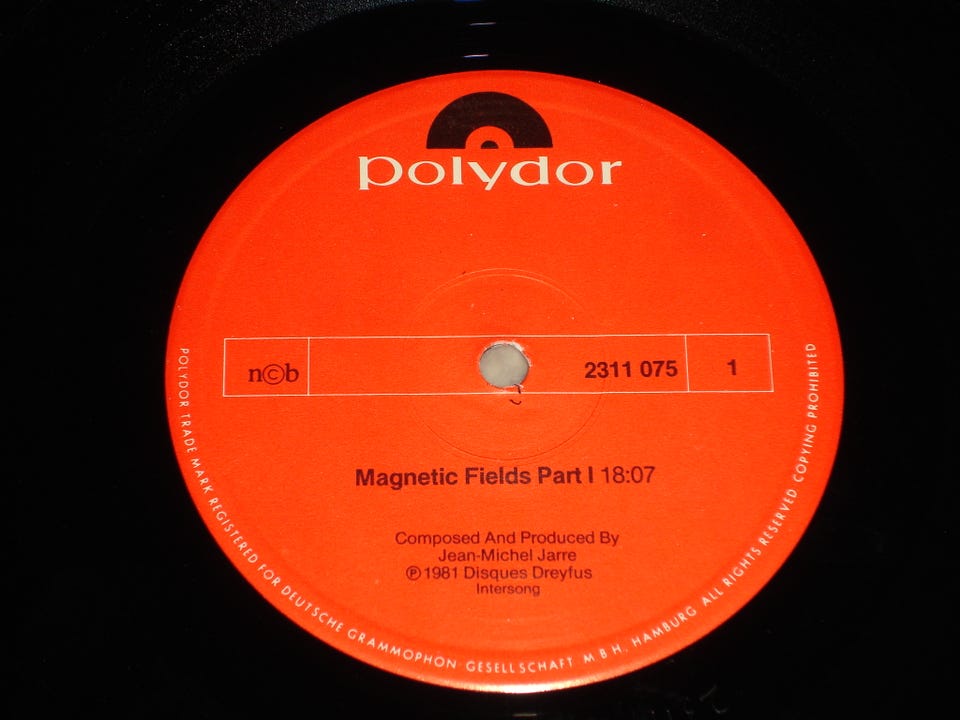 polydor
n©b
2311 075
1
Magnetic Fields Part I 18:07
Composed And Produced By
Jean-Michel Jarre
℗ 1981 Disques Dreyfus
Intersong
POLYDOR TRADE MARK REGISTERED FOR DEUTSCHE GRAMMOPHON GESELLSCHAFT M B H, HAMBURG ALL RIGHTS RESERVED COPYING PROHIBITED